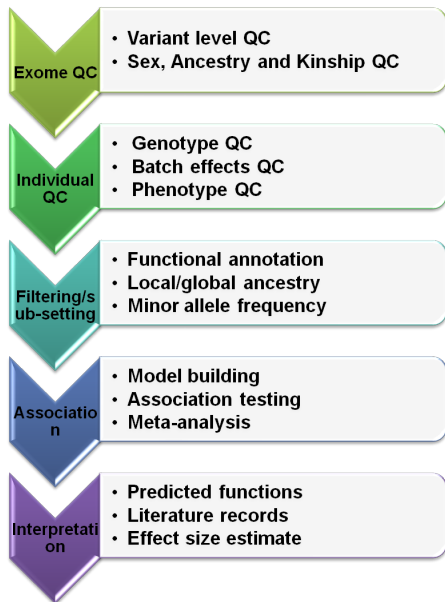 Exome QC
• Variant level QC
• Sex, Ancestry and Kinship QC
Individual
QC
• Genotype QC
• Batch effects QC
• Phenotype QC
Filtering/s
ub-setting
• Functional annotation
• Local/global ancestry
• Minor allele frequency
Associatio
n
• Model building
• Association testing
• Meta-analysis
Interpretati
on
• Predicted functions
• Literature records
• Effect size estimate